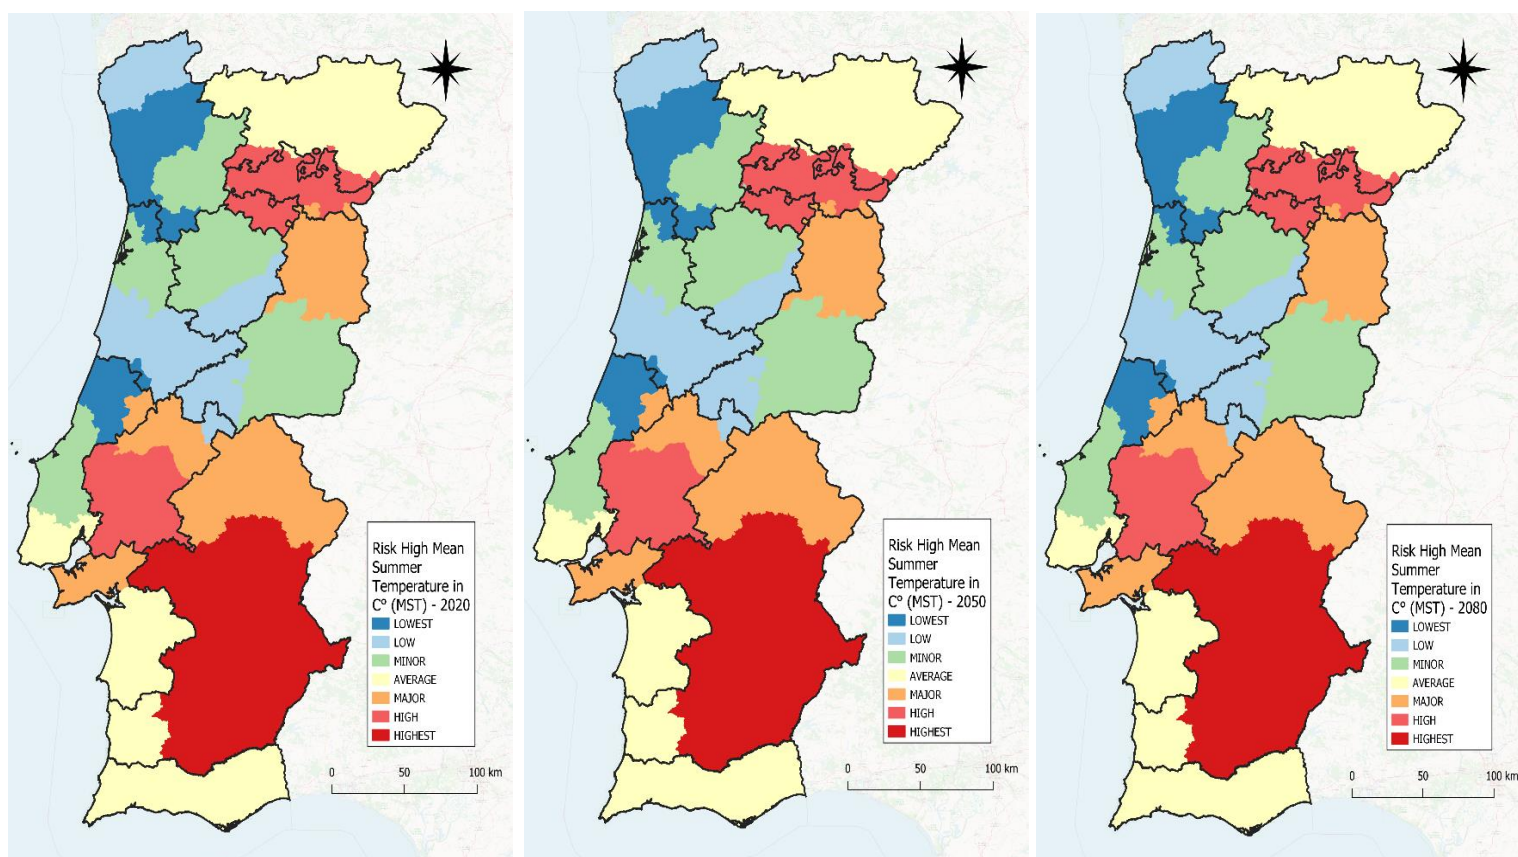 Risk High Mean
Summer
Temperature in
C° (MST) - 2020
LOWEST
LOW
MINOR
AVERAGE
MAJOR
HIGH
HIGHEST
0 50 100 km
Risk High Mean
Summer
Temperature in
C° (MST) - 2050
LOWEST
LOW
MINOR
AVERAGE
MAJOR
HIGH
HIGHEST
0 50 100 km
Risk High Mean
Summer
Temperature in
C° (MST) - 2080
LOWEST
LOW
MINOR
AVERAGE
MAJOR
HIGH
HIGHEST
0 50 100 km